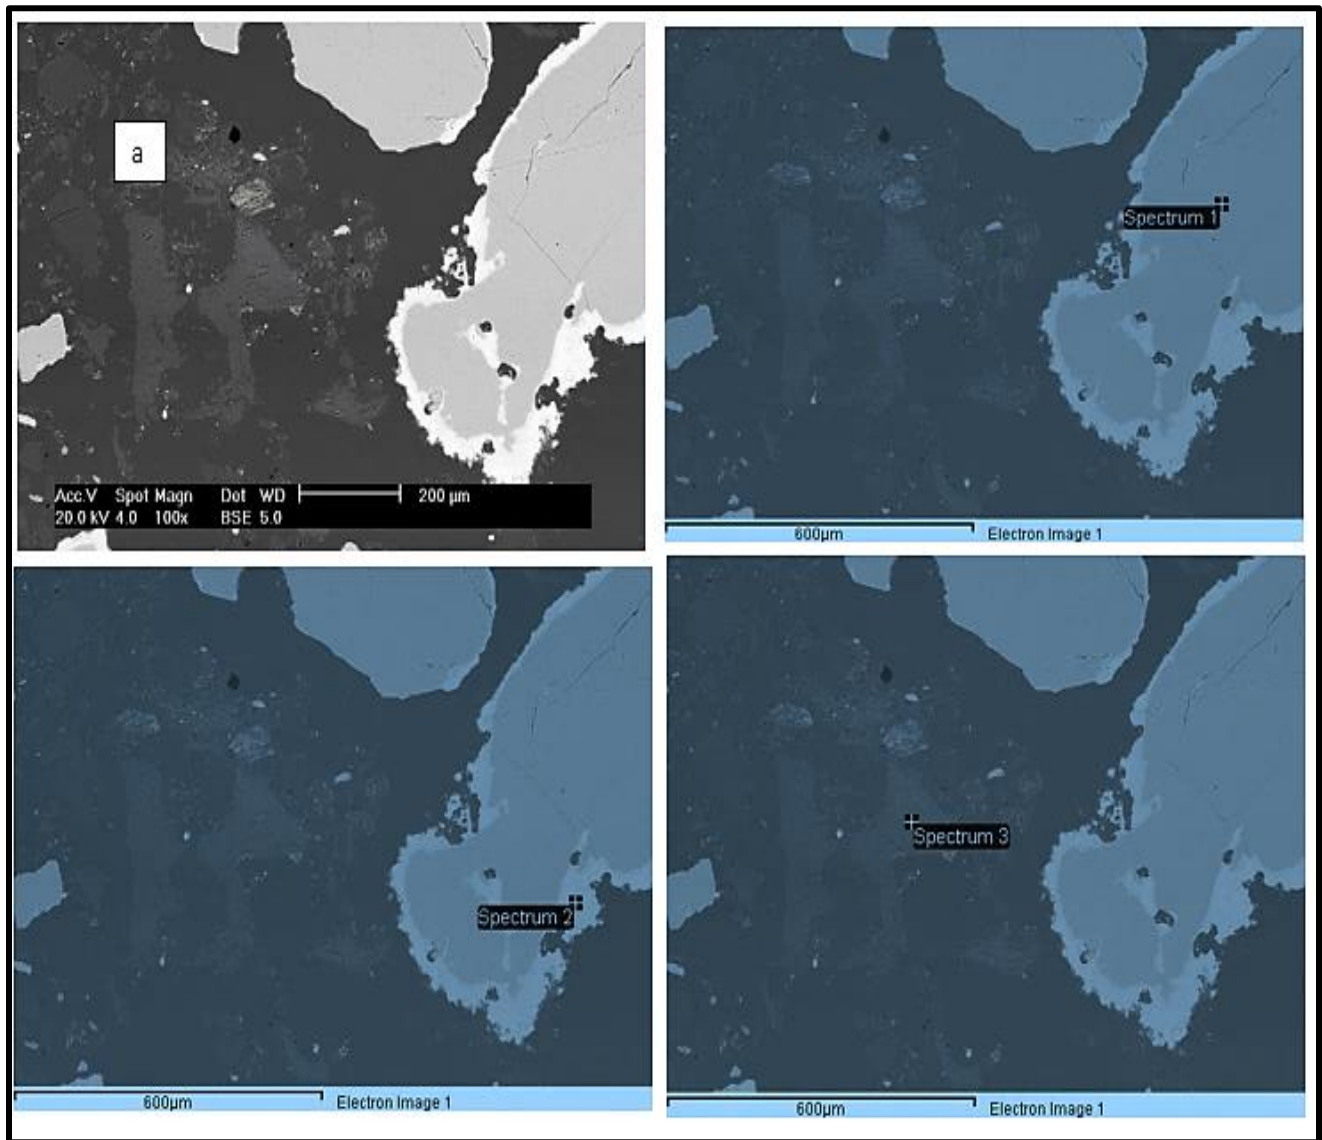 a
Acc.V Spot Magn Det WD 200 µm
20.0 kV 4.0 100x BSE 5.0
Spectrum 1
600µm Electron Image 1
Spectrum 2
600µm Electron Image 1
Spectrum 3
600µm Electron Image 1